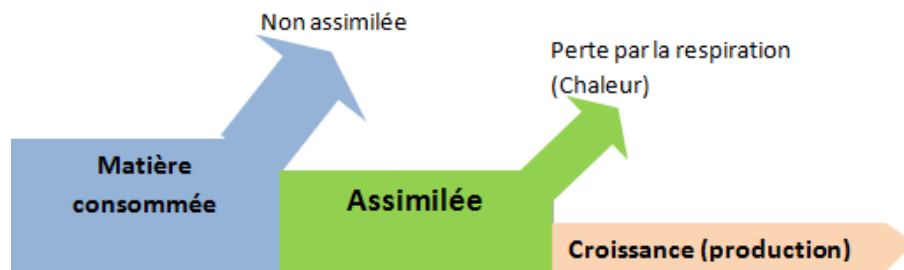 Non assimilée
Perte par la respiration
(Chaleur)
Matière
consommée
Assimilée
Croissance (production)